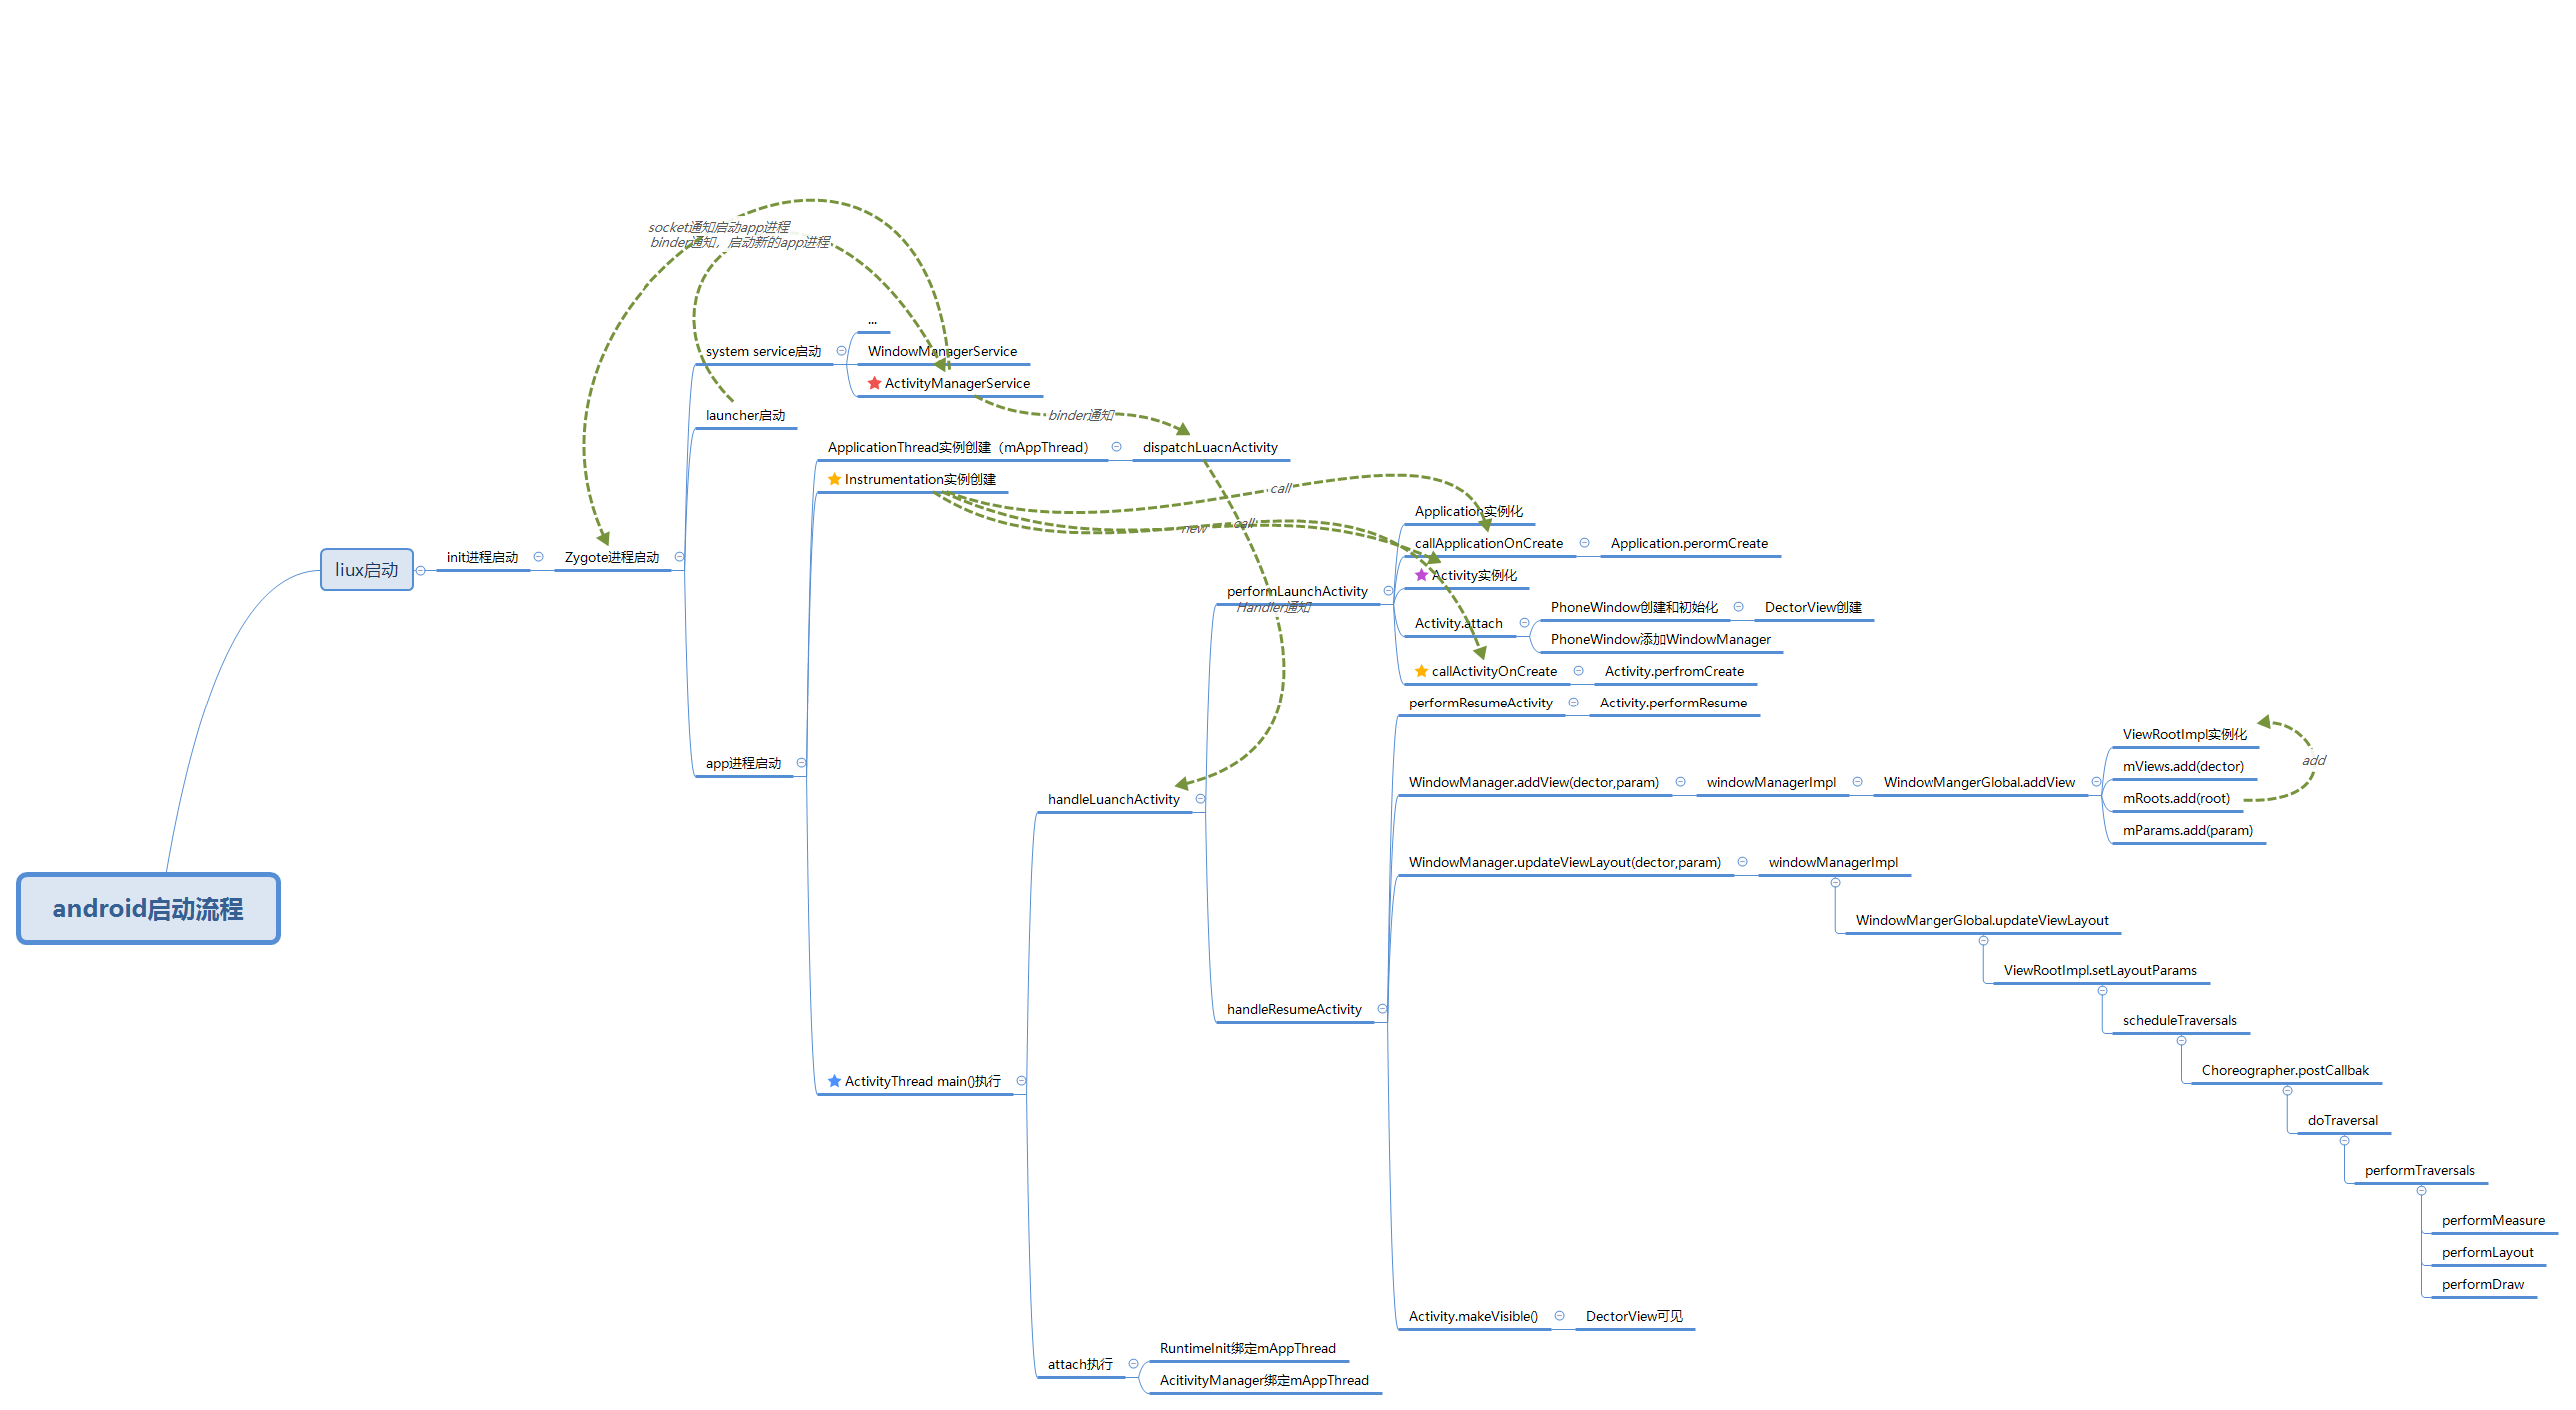 socket通知启动app进程
binder通知，启动新的app进程
...
system service启动
WindowManagerService
ActivityManagerService
launcher启动
binder通知
ApplicationThread实例创建（mAppThread）
dispatchLuacnActivity
Instrumentation实例创建
call
new
call
Application实例化
callApplicationOnCreate
Application.perormCreate
liux启动
init进程启动
Zygote进程启动
Activity实例化
performLaunchActivity
Handler通知
PhoneWindow创建和初始化
DectorView创建
Activity.attach
PhoneWindow添加WindowManager
callActivityOnCreate
Activity.perfromCreate
performResumeActivity
Activity.performResume
ViewRootImpl实例化
app进程启动
add
mViews.add(dector)
WindowManager.addView(dector,param)
windowManagerImpl
WindowMangerGlobal.addView
handleLuanchActivity
mRoots.add(root)
mParams.add(param)
WindowManager.updateViewLayout(dector,param)
windowManagerImpl
android启动流程
WindowMangerGlobal.updateViewLayout
ViewRootImpl.setLayoutParams
handleResumeActivity
scheduleTraversals
Choreographer.postCallbak
ActivityThread main()执行
doTraversal
performTraversals
performMeasure
performLayout
performDraw
Activity.makeVisible()
DectorView可见
RuntimeInit绑定mAppThread
attach执行
AcitivityManager绑定mAppThread